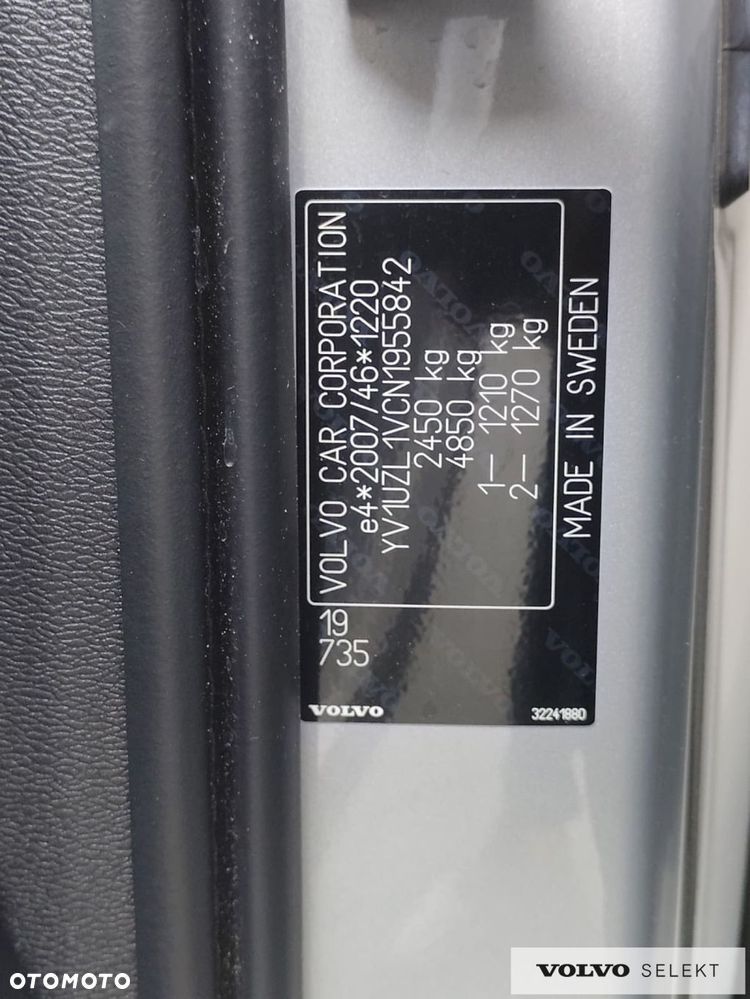 VOLVO CAR CORPORATION
e4*2007/46*1220
YV1UZL1VCN1955842
2450 kg
4850 kg
1– 1210 kg
2– 1270 kg
MADE IN SWEDEN
19
735
VOLVO
32241880
OTOMOTO
VOLVO SELEKT